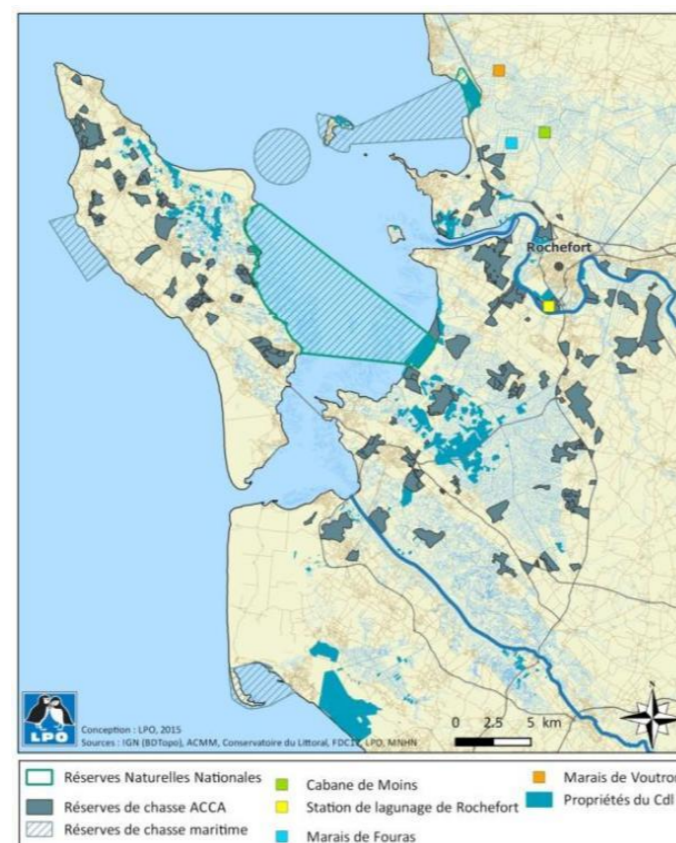 Rochefort
N
0 2.5 5 km
LPO
Conception : LPO, 2015
Sources : IGN (BDTopo), ACMM, Conservatoire du Littoral, FDC17, LPO, MNHN
Réserves Naturelles Nationales
Réserves de chasse ACCA
Réserves de chasse maritime
Cabane de Moins
Station de lagunage de Rochefort
Marais de Fouras
Marais de Voutron
Propriétés du Cdl